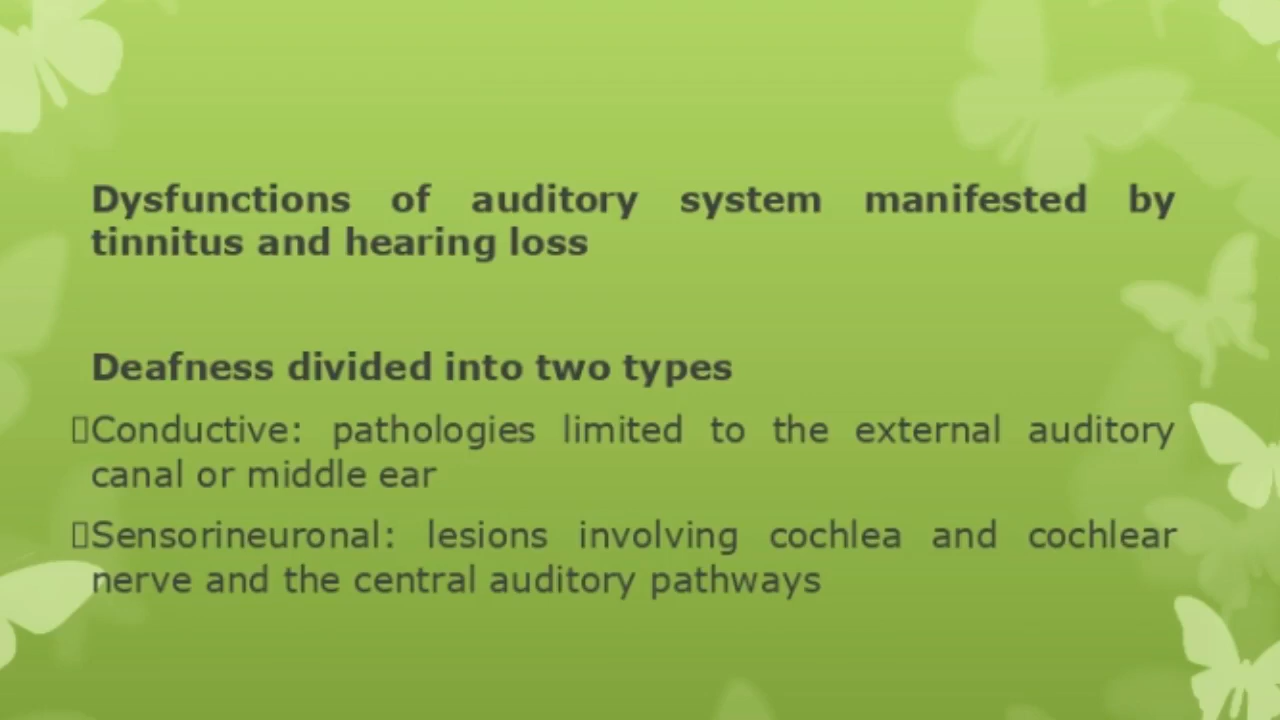 Dysfunctions of auditory system manifested by
tinnitus and hearing loss
Deafness divided into two types
▯Conductive: pathologies limited to the external auditory
canal or middle ear
▯Sensorineuronal: lesions involving cochlea and cochlear
nerve and the central auditory pathways